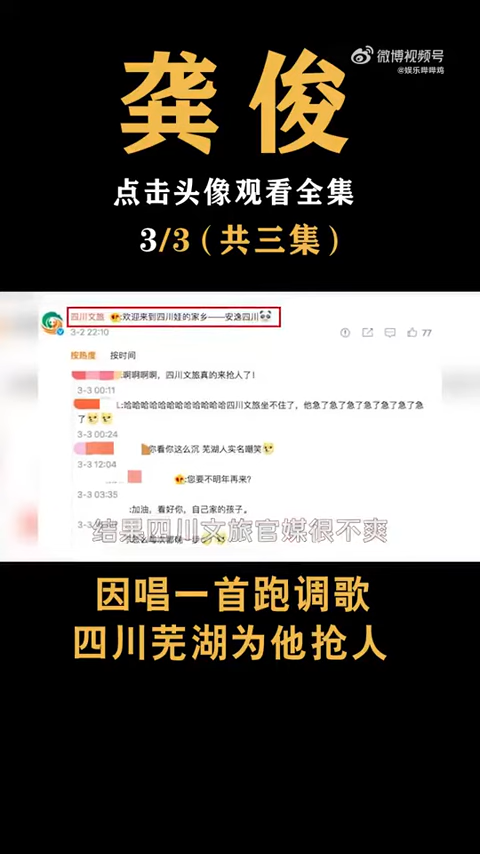 微博视频号
@娱乐哔哔鸡
龚俊
点击头像观看全集
3/3（共三集）
四川文旅 :欢迎来到四川娃的家乡——安逸四川
3-2 22:10
77
按热度 按时间
:啊啊啊啊，四川文旅真的来抢人了！
3-3 00:11
L:哈哈哈哈哈哈哈哈哈哈哈四川文旅坐不住了，他急了急了急了急了急了急了急
了
3-3 00:24
你看你这么沉 芜湖人实名嘲笑
3-3 12:04
:您要不明年再来？
3-3 03:35
:加油，看好你，自己家的孩子。
结果四川文旅官媒很不爽
因唱一首跑调歌
四川芜湖为他抢人